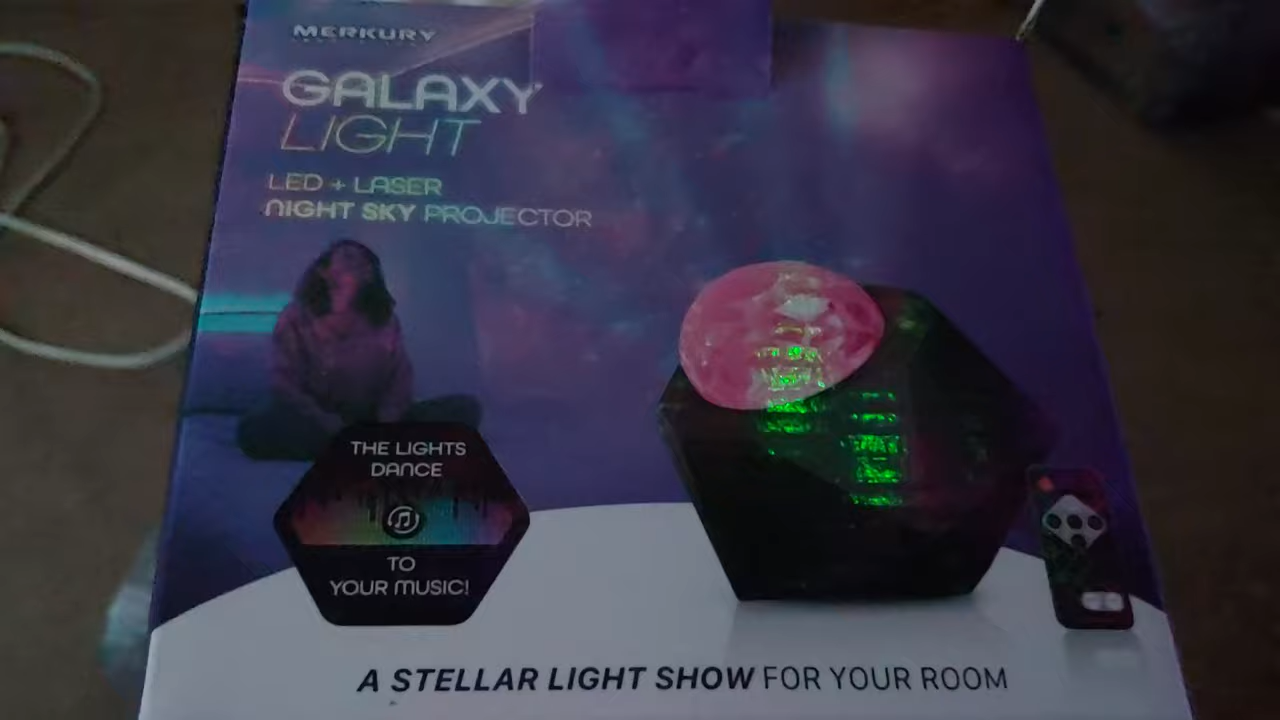 MERKURY
GALAXY
LIGHT
LED + LASER
NIGHT SKY PROJECTOR
THE LIGHTS
DANCE
TO
YOUR MUSIC!
A STELLAR LIGHT SHOW FOR YOUR ROOM